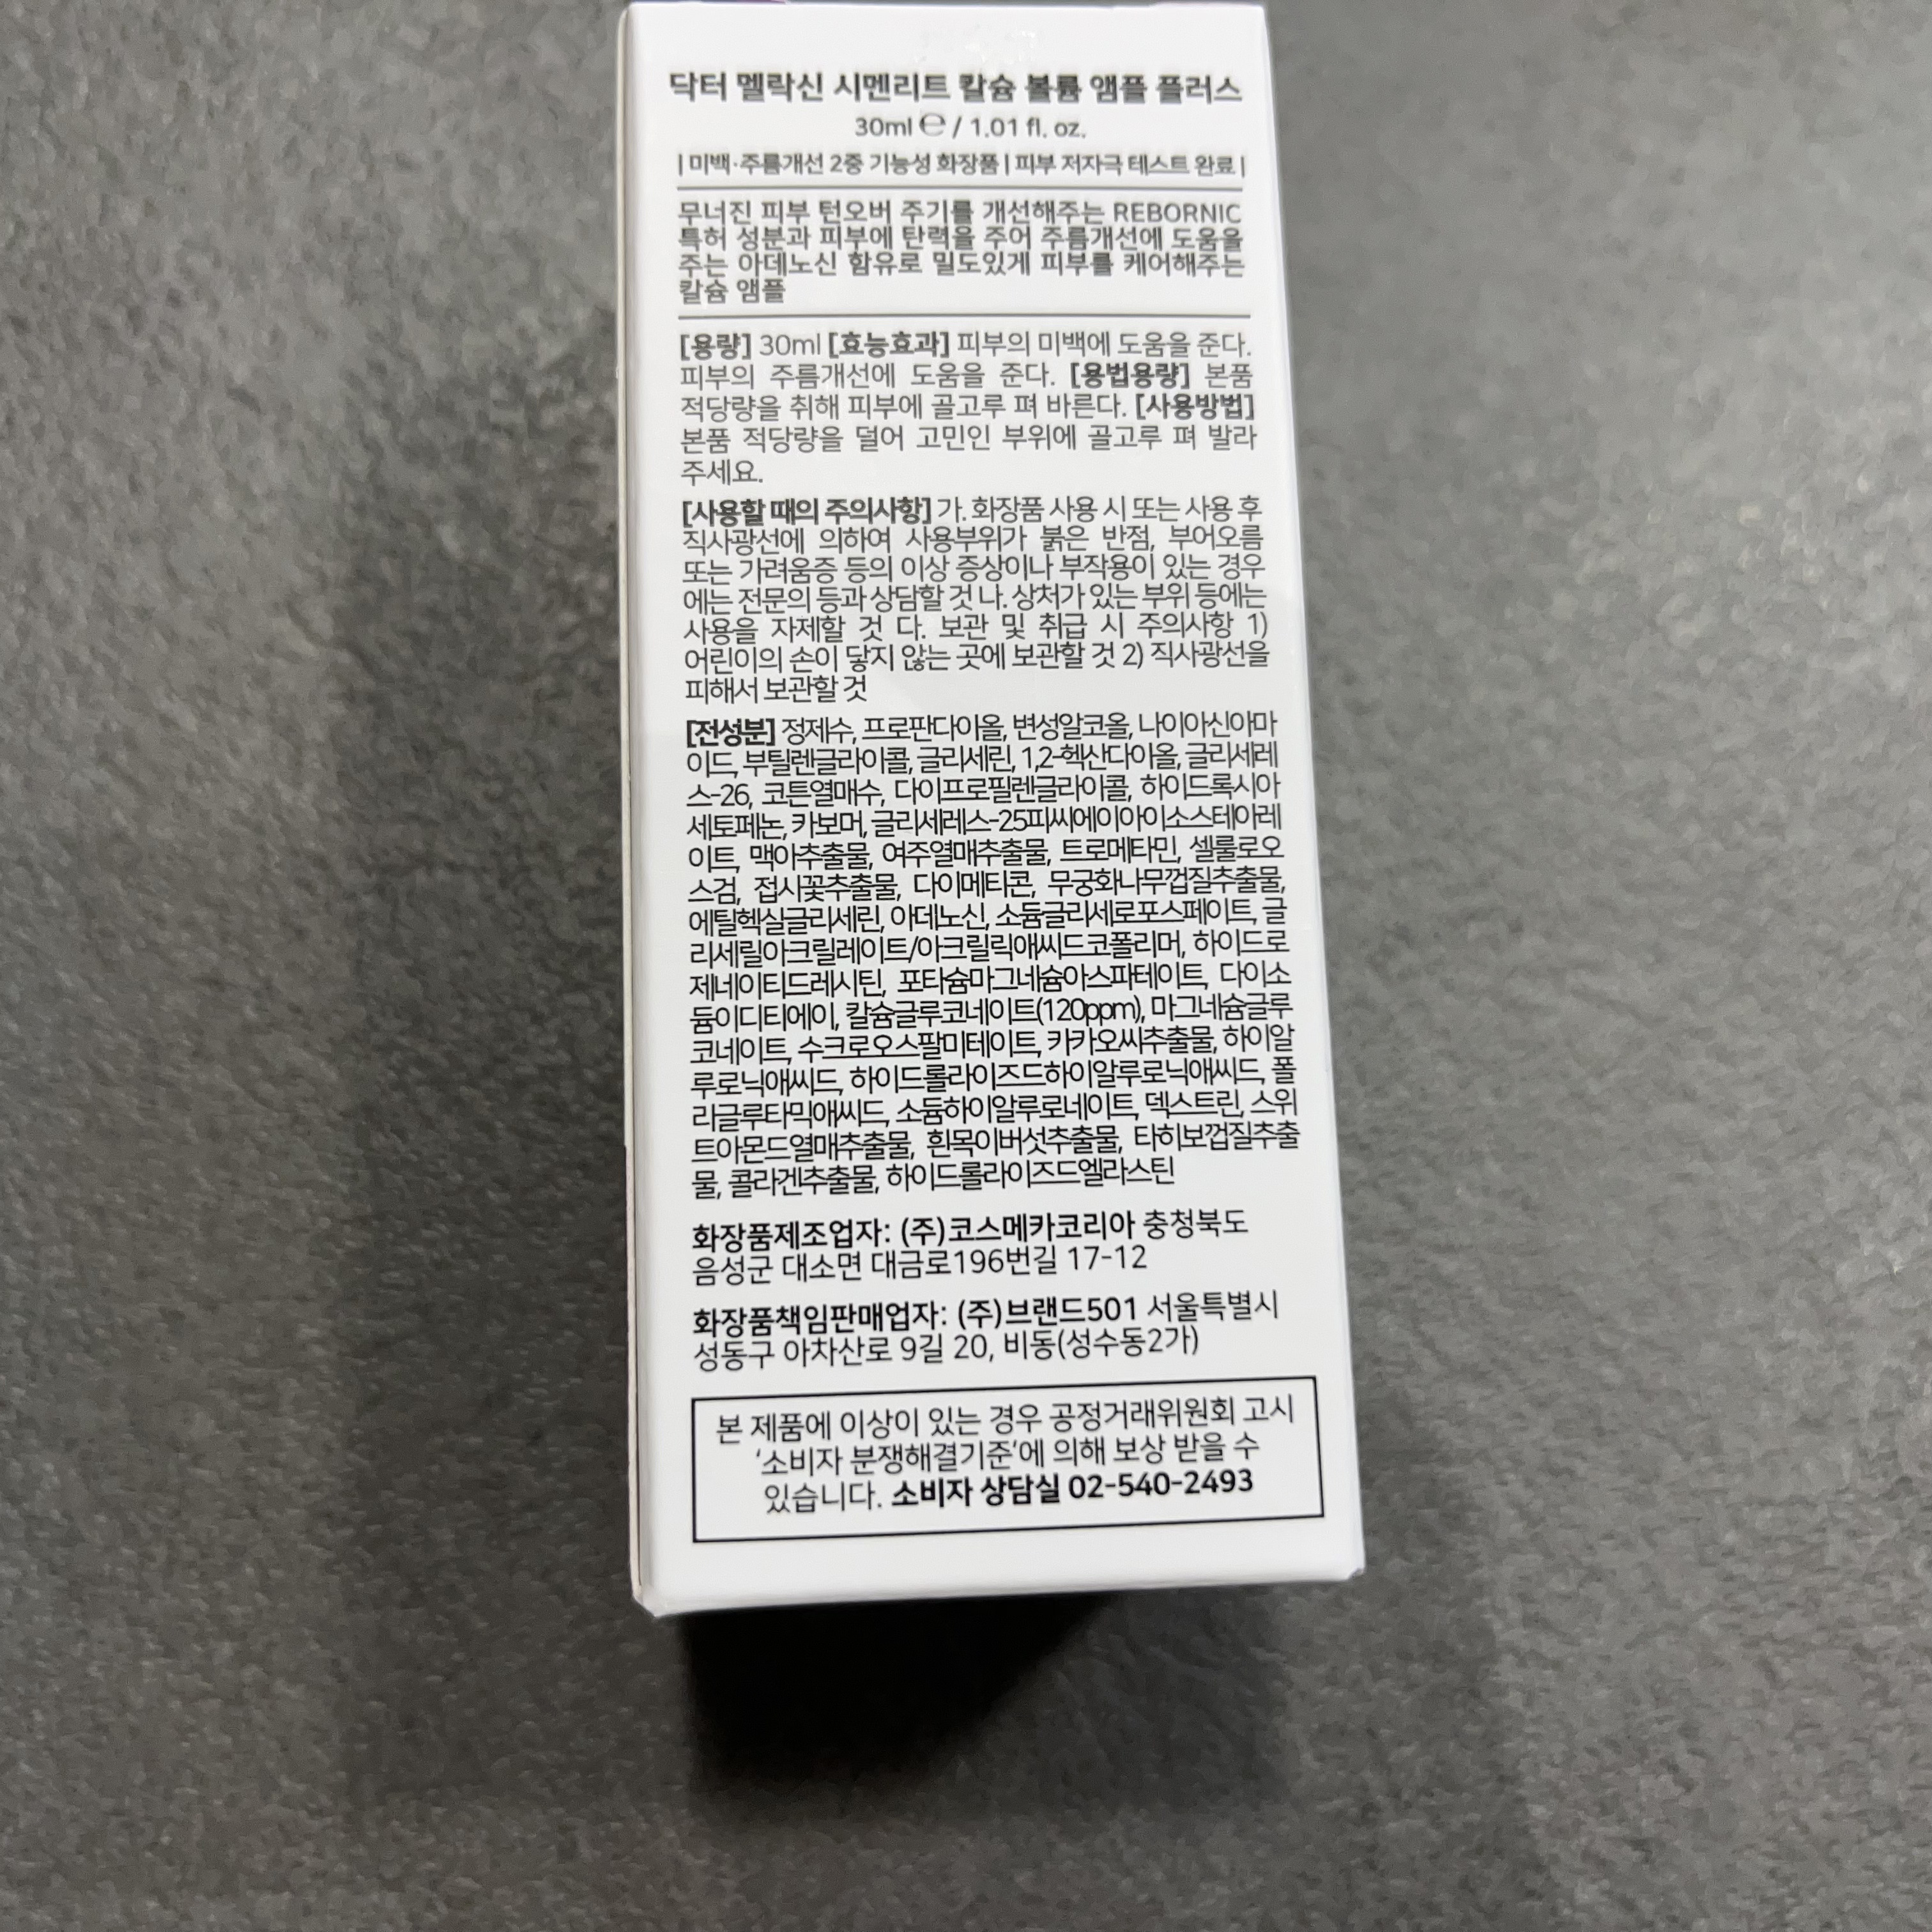 닥터 멜락신 시멘리트 칼슘 볼륨 앰플 플러스
30ml ℮ / 1.01 fl. oz.
| 미백·주름개선 2중 기능성 화장품 | 피부 저자극 테스트 완료 |
무너진 피부 턴오버 주기를 개선해주는 REBORNIC
특허 성분과 피부에 탄력을 주어 주름개선에 도움을
주는 아데노신 함유로 밀도있게 피부를 케어해주는
칼슘 앰플
[용량] 30ml [효능효과] 피부의 미백에 도움을 준다.
피부의 주름개선에 도움을 준다. [용법용량] 본품
적당량을 취해 피부에 골고루 펴 바른다. [사용방법]
본품 적당량을 덜어 고민인 부위에 골고루 펴 발라
주세요.
[사용할 때의 주의사항] 가. 화장품 사용 시 또는 사용 후
직사광선에 의하여 사용부위가 붉은 반점, 부어오름
또는 가려움증 등의 이상 증상이나 부작용이 있는 경우
에는 전문의 등과 상담할 것 나. 상처가 있는 부위 등에는
사용을 자제할 것 다. 보관 및 취급 시 주의사항 1)
어린이의 손이 닿지 않는 곳에 보관할 것 2) 직사광선을
피해서 보관할 것
[전성분] 정제수, 프로판다이올, 변성알코올, 나이아신아마
이드, 부틸렌글라이콜, 글리세린, 1,2-헥산다이올, 글리세레
스-26, 코튼열매수, 다이프로필렌글라이콜, 하이드록시아
세토페논, 카보머, 글리세레스-25피씨에이아이소스테아레
이트, 맥아추출물, 여주열매추출물, 트로메타민, 셀룰로오
스검, 접시꽃추출물, 다이메티콘, 무궁화나무껍질추출물,
에틸헥실글리세린, 아데노신, 소듐글리세로포스페이트, 글
리세릴아크릴레이트/아크릴릭애씨드코폴리머, 하이드로
제네이티드레시틴, 포타슘마그네슘아스파테이트, 다이소
듐이디티에이, 칼슘글루코네이트(120ppm), 마그네슘글루
코네이트, 수크로오스팔미테이트, 카카오씨추출물, 하이알
루로닉애씨드, 하이드롤라이즈드하이알루로닉애씨드, 폴
리글루타믹애씨드, 소듐하이알루로네이트, 덱스트린, 스위
트아몬드열매추출물, 흰목이버섯추출물, 타히보껍질추출
물, 콜라겐추출물, 하이드롤라이즈드엘라스틴
화장품제조업자: (주)코스메카코리아 충청북도
음성군 대소면 대금로196번길 17-12
화장품책임판매업자: (주)브랜드501 서울특별시
성동구 아차산로 9길 20, 비동(성수동2가)
본 제품에 이상이 있는 경우 공정거래위원회 고시
'소비자 분쟁해결기준'에 의해 보상 받을 수
있습니다. 소비자 상담실 02-540-2493